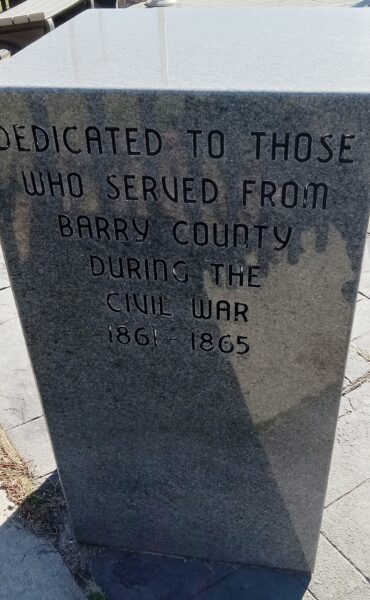 DEDICATED TO THOSE
WHO SERVED FROM
BARRY COUNTY
DURING THE
CIVIL WAR
1861 - 1865